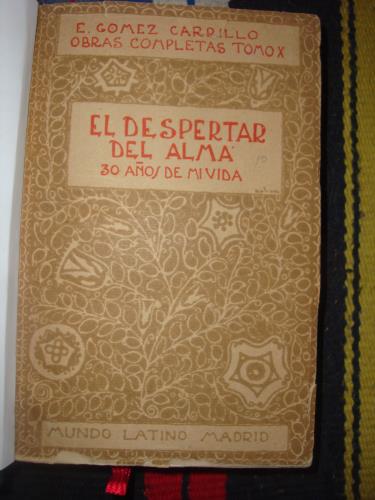 E. GOMEZ CARRILLO
OBRAS COMPLETAS TOMO X
EL DESPERTAR
DEL ALMA
30 AÑOS DE MI VIDA
MUNDO LATINO MADRID